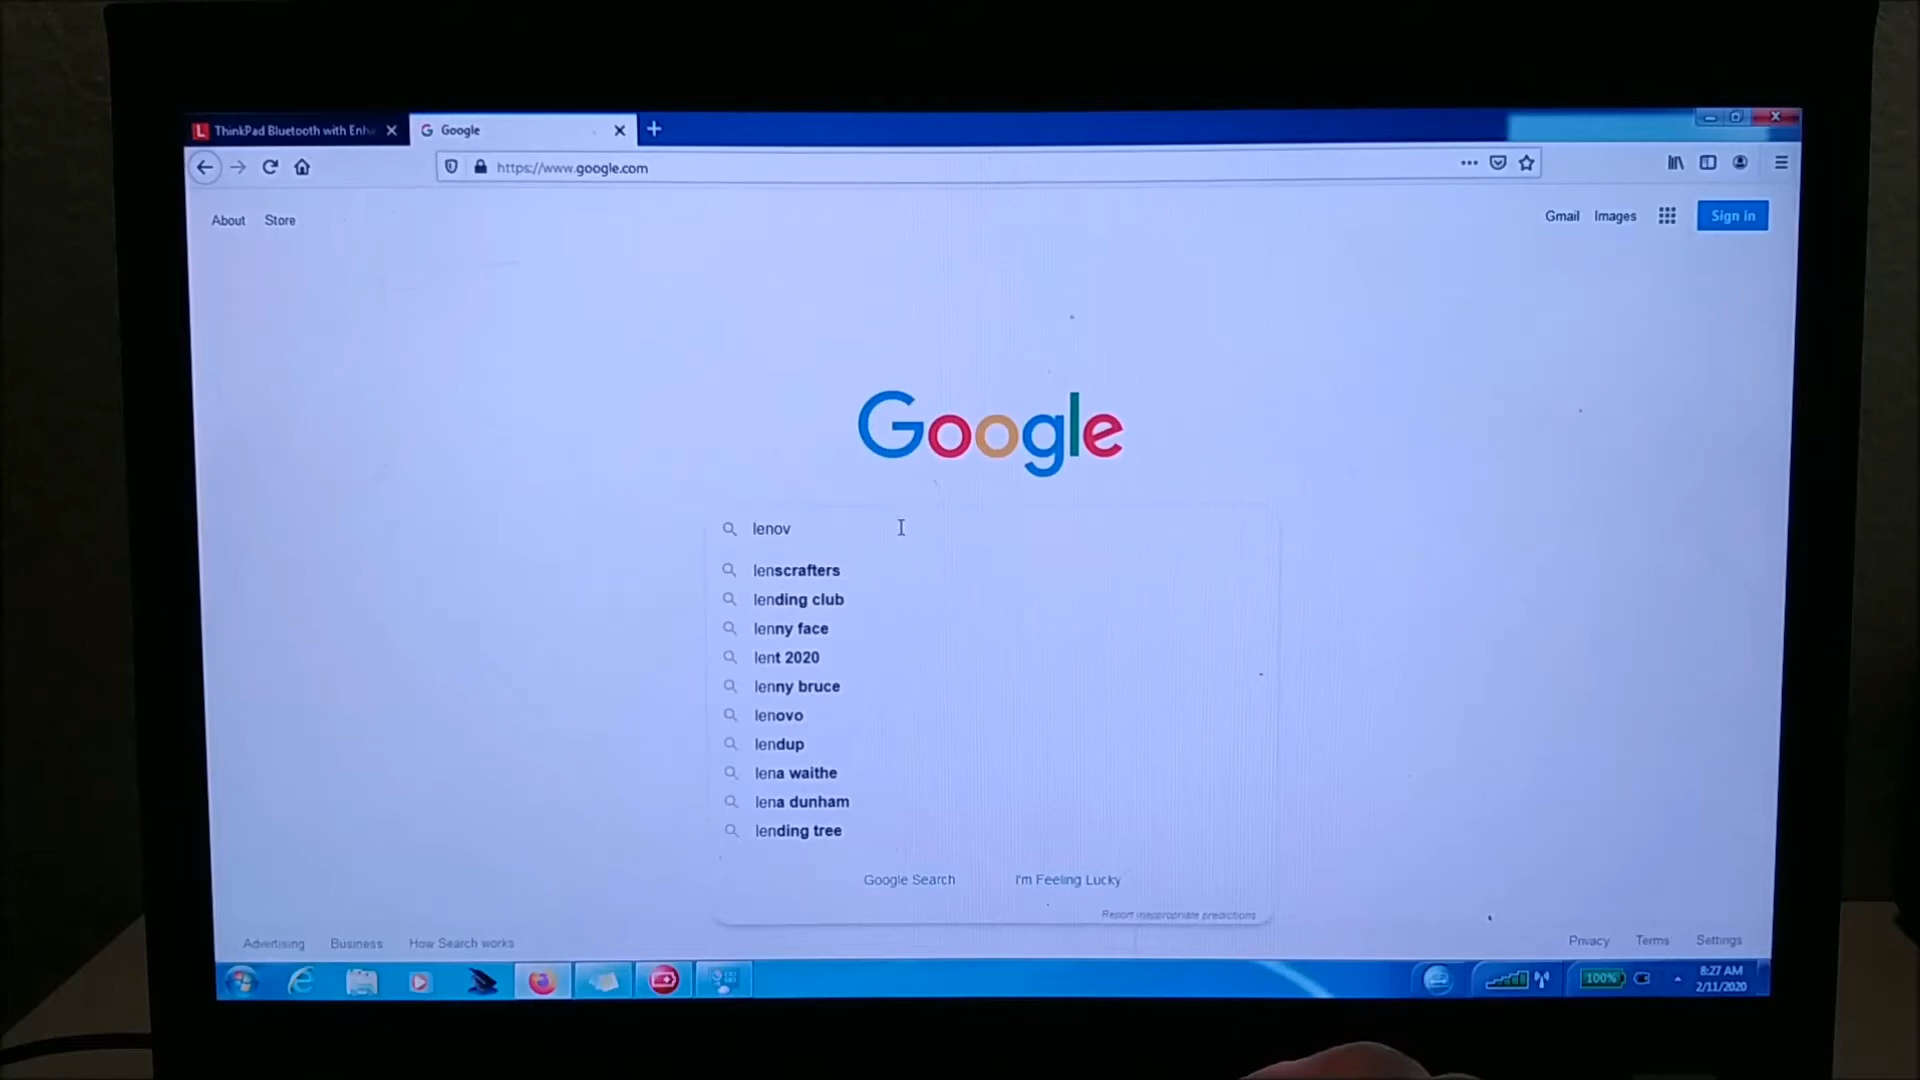 ThinkPad Bluetooth with Enh
Google
https://www.google.com
About Store
Gmail Images Sign in
Google
lenov
lenscrafters
lending club
lenny face
lent 2020
lenny bruce
lenovo
lendup
lena waithe
lena dunham
lending tree
Google Search I'm Feeling Lucky
Report inappropriate predictions
Advertising Business How Search works
Privacy Terms Settings
100%
8:27 AM
2/11/2020